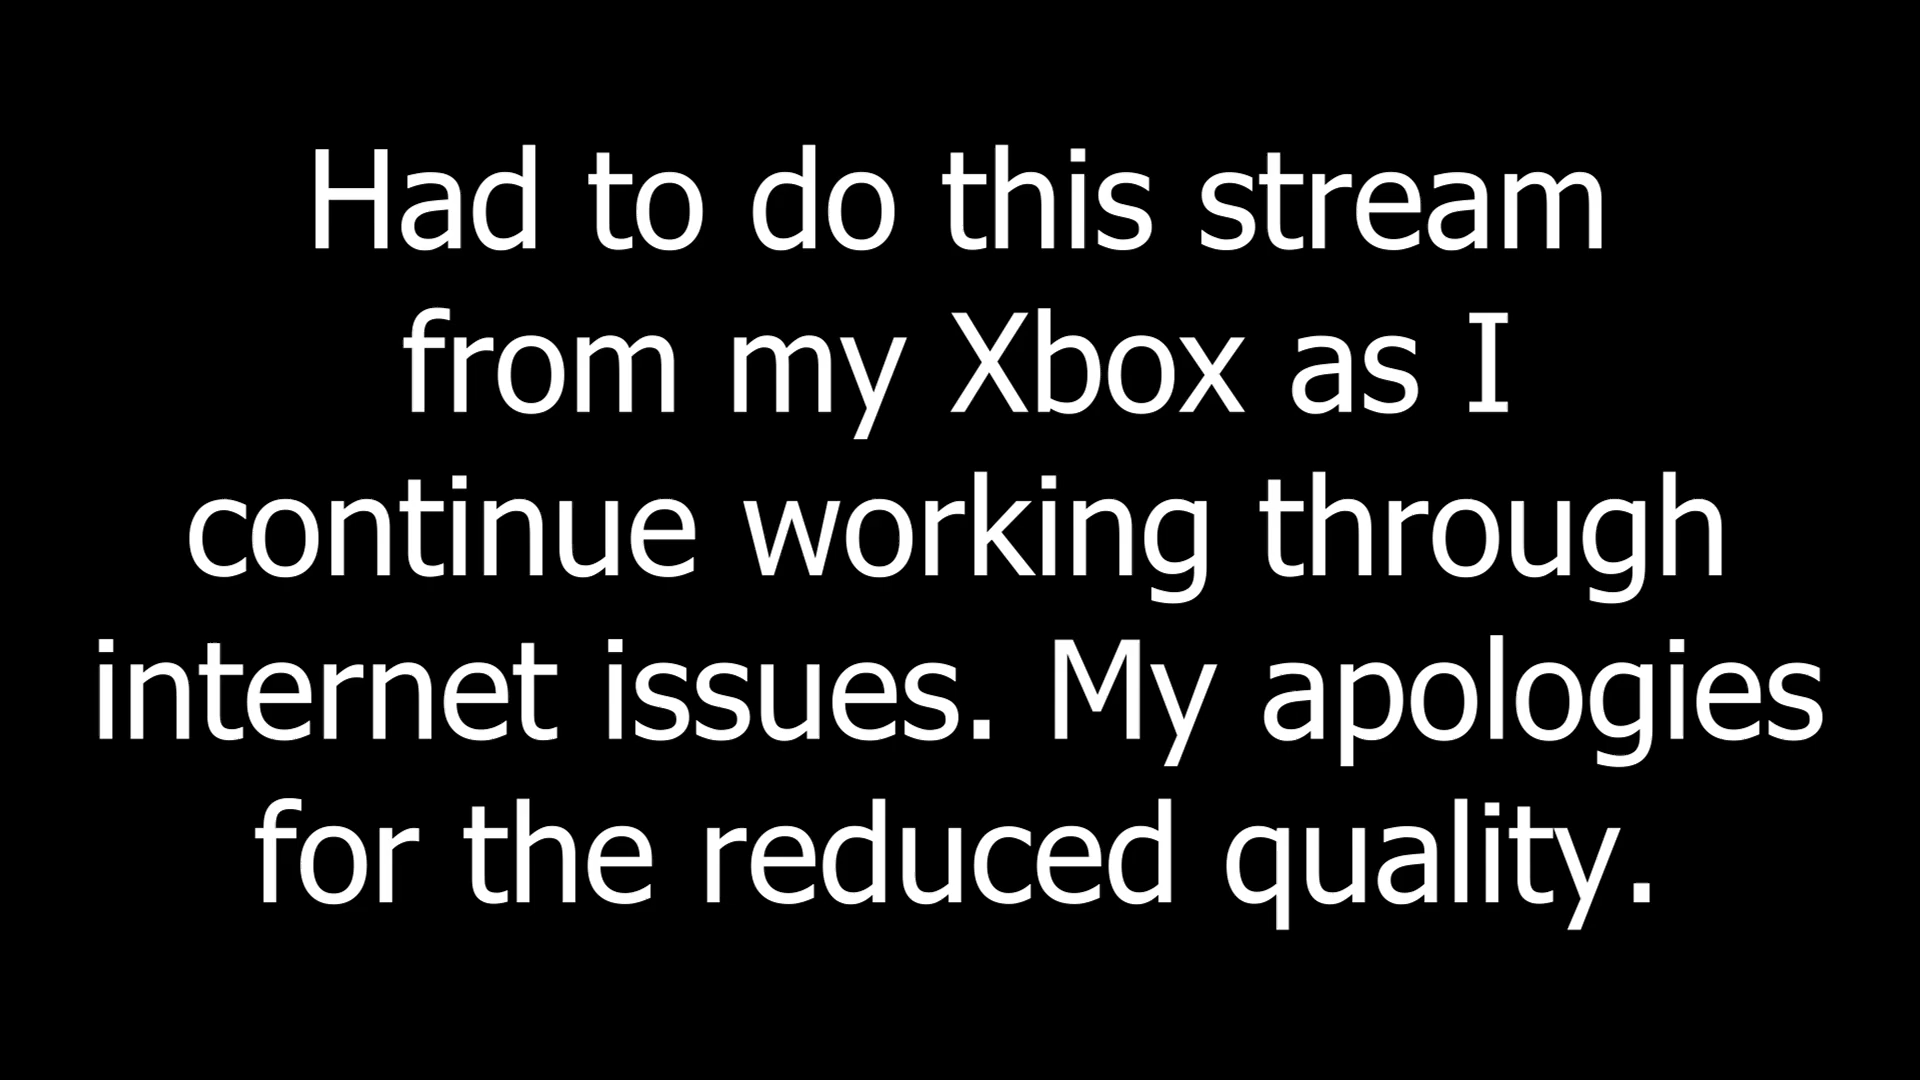 Had to do this stream
from my Xbox as I
continue working through
internet issues. My apologies
for the reduced quality.